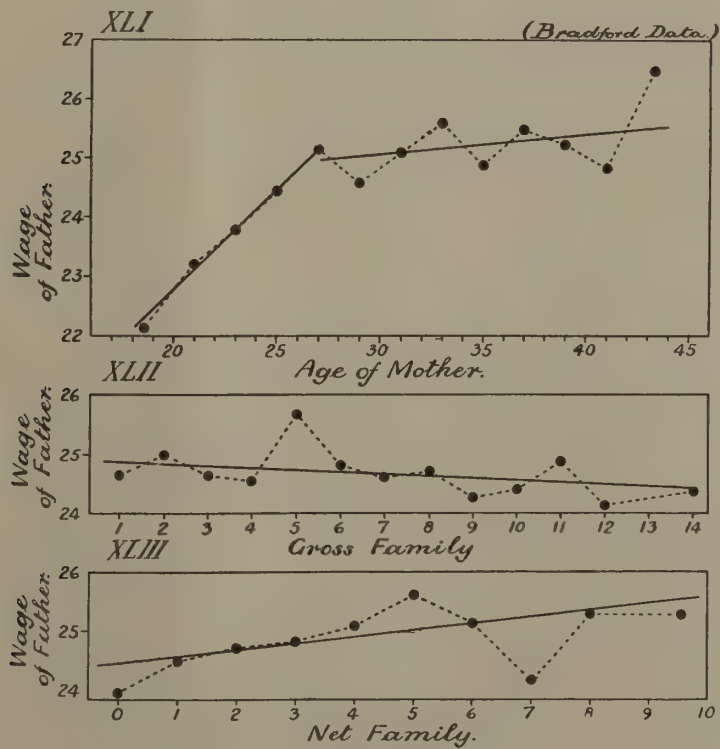 XLI
(Bradford Data.)
27
26
25
24
23
22
Wage
of Father.
20 25 30 35 40 45
Age of Mother.
XLII
26
25
24
Wage
of Father.
1 2 3 4 5 6 7 8 9 10 11 12 13 14
Gross Family
XLIII
26
25
24
Wage
of Father.
0 1 2 3 4 5 6 7 8 9 10
Net Family.